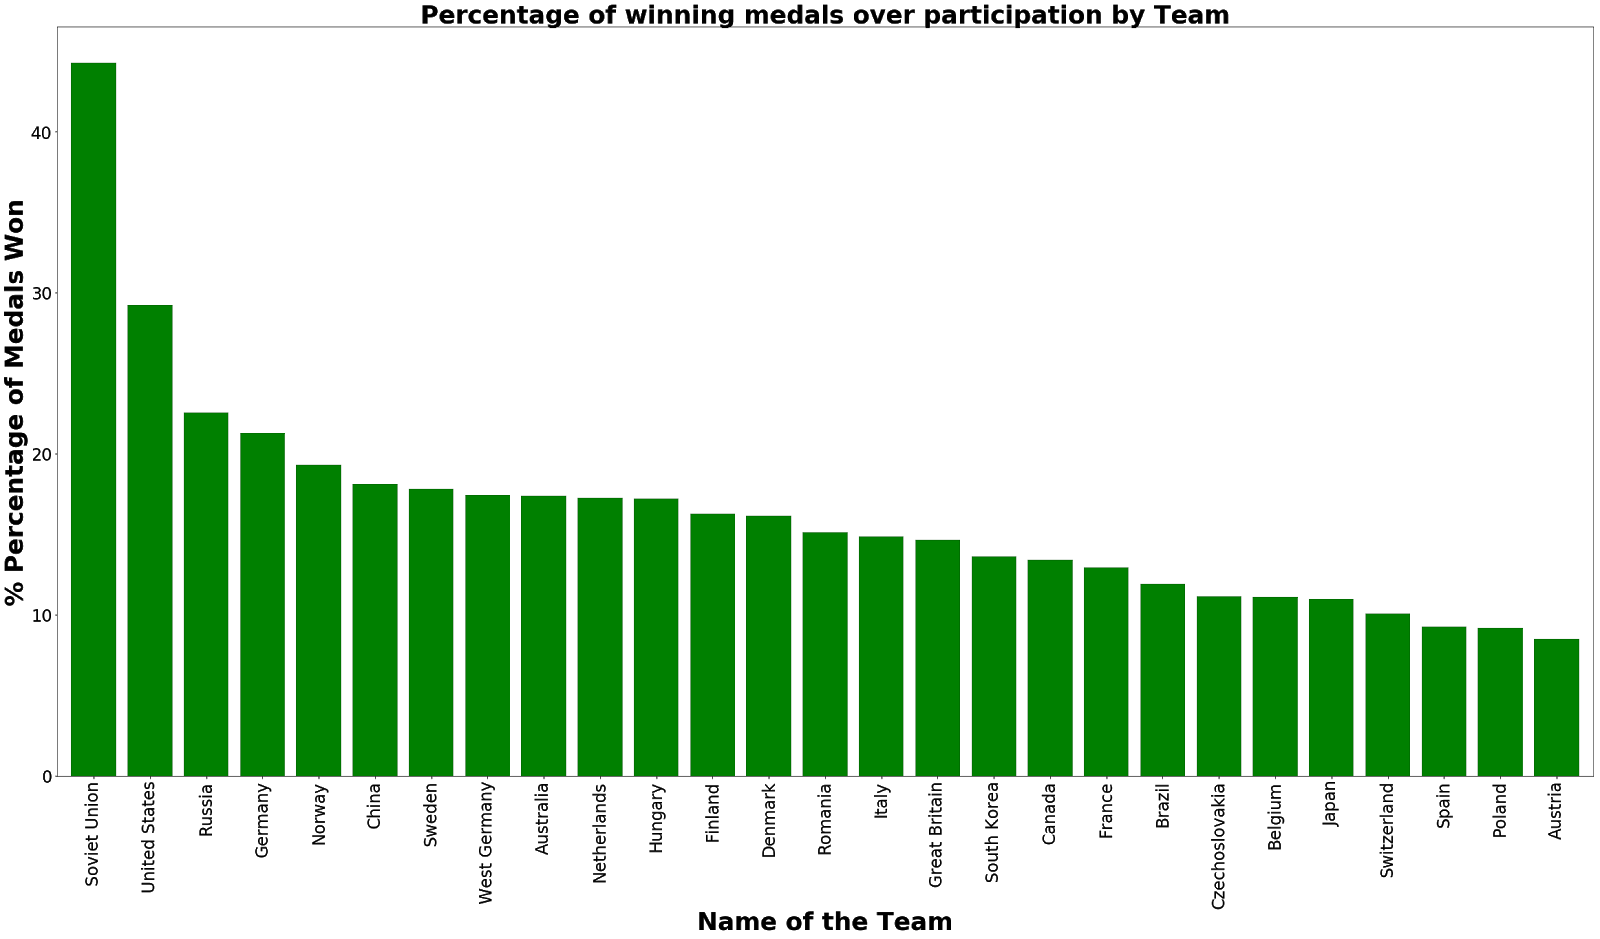 Percentage of winning medals over participation by Team
% Percentage of Medals Won
40
30
20
10
0
Soviet Union
United States
Russia
Germany
Norway
China
Sweden
West Germany
Australia
Netherlands
Hungary
Finland
Denmark
Romania
Italy
Great Britain
South Korea
Canada
France
Brazil
Czechoslovakia
Belgium
Japan
Switzerland
Spain
Poland
Austria
Name of the Team